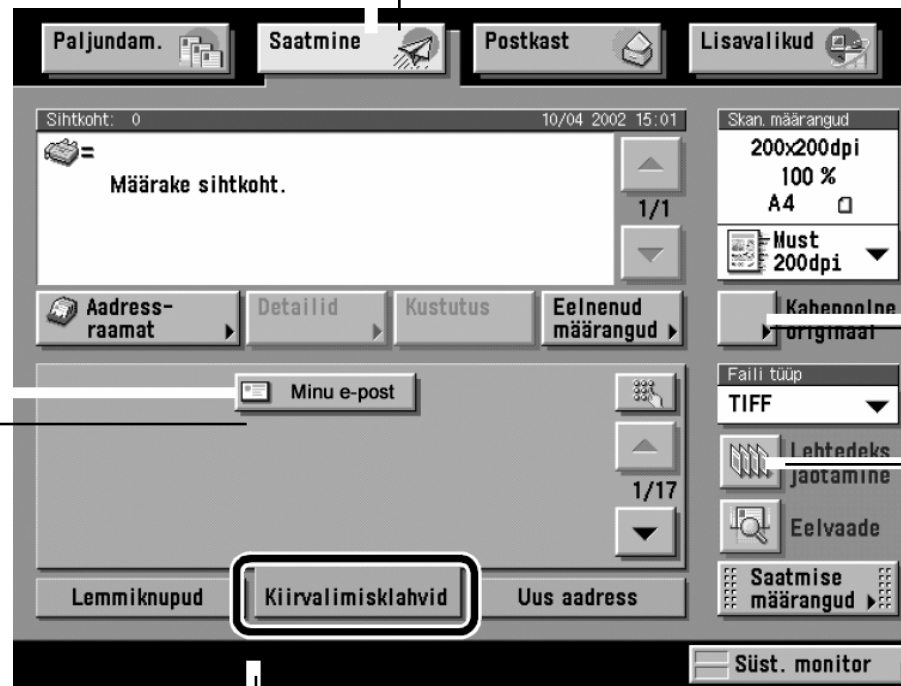 Paljundam.
Saatmine
Postkast
Lisavalikud
Sihtkoht: 0
10/04 2002 15:01
=
Määrake sihtkoht.
1/1
Skan. määrangud
200x200dpi
100 %
A4
Must
200dpi
Aadress-
raamat
Detailid
Kustutus
Eelnenud
määrangud
Kahepoolne
originaal
Minu e-post
1/17
Faili tüüp
TIFF
Lehtedeks
jaotamine
Eelvaade
Saatmise
määrangud
Lemmiknupud
Kiirvalimisklahvid
Uus aadress
Süst. monitor